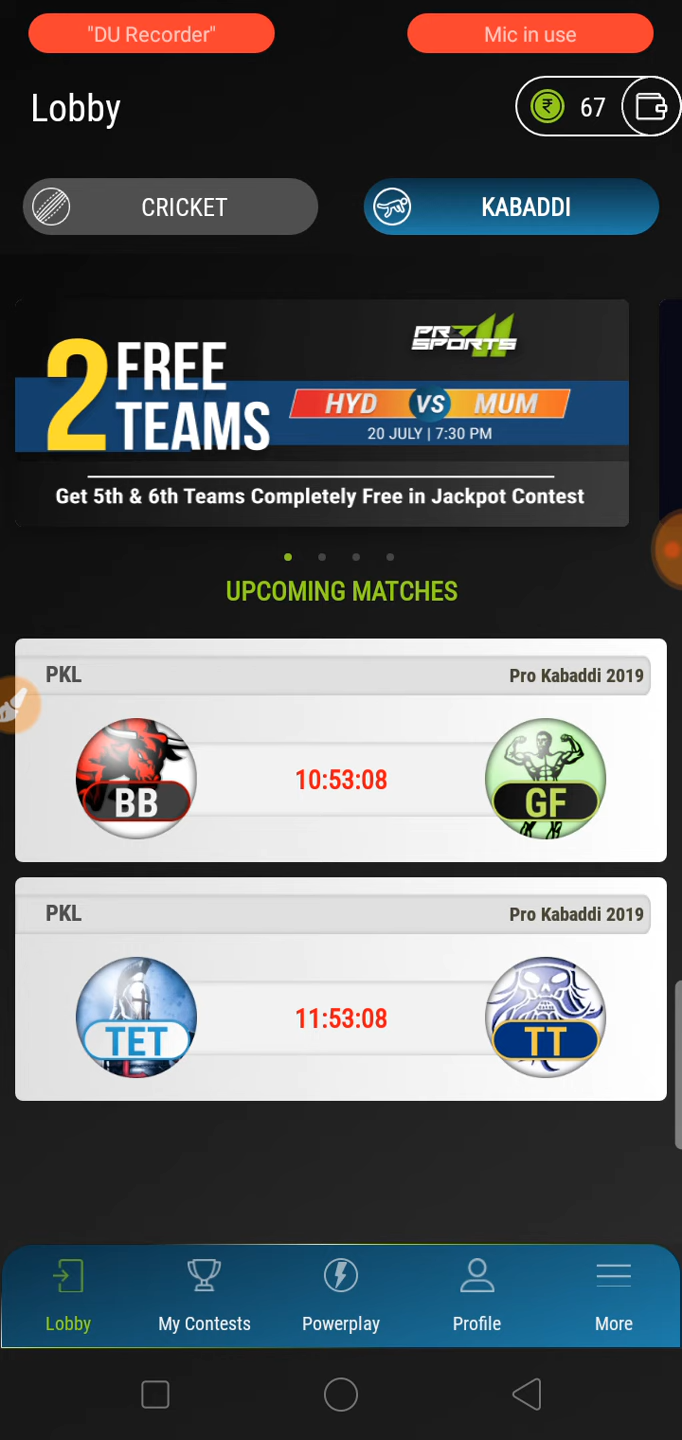 "DU Recorder" Mic in use
Lobby 67
CRICKET KABADDI
PRO SPORTS 11
2 FREE TEAMS
HYD VS MUM
20 JULY | 7:30 PM
Get 5th & 6th Teams Completely Free in Jackpot Contest
UPCOMING MATCHES
PKL Pro Kabaddi 2019
BB 10:53:08 GF
PKL Pro Kabaddi 2019
TET 11:53:08 TT
Lobby My Contests Powerplay Profile More